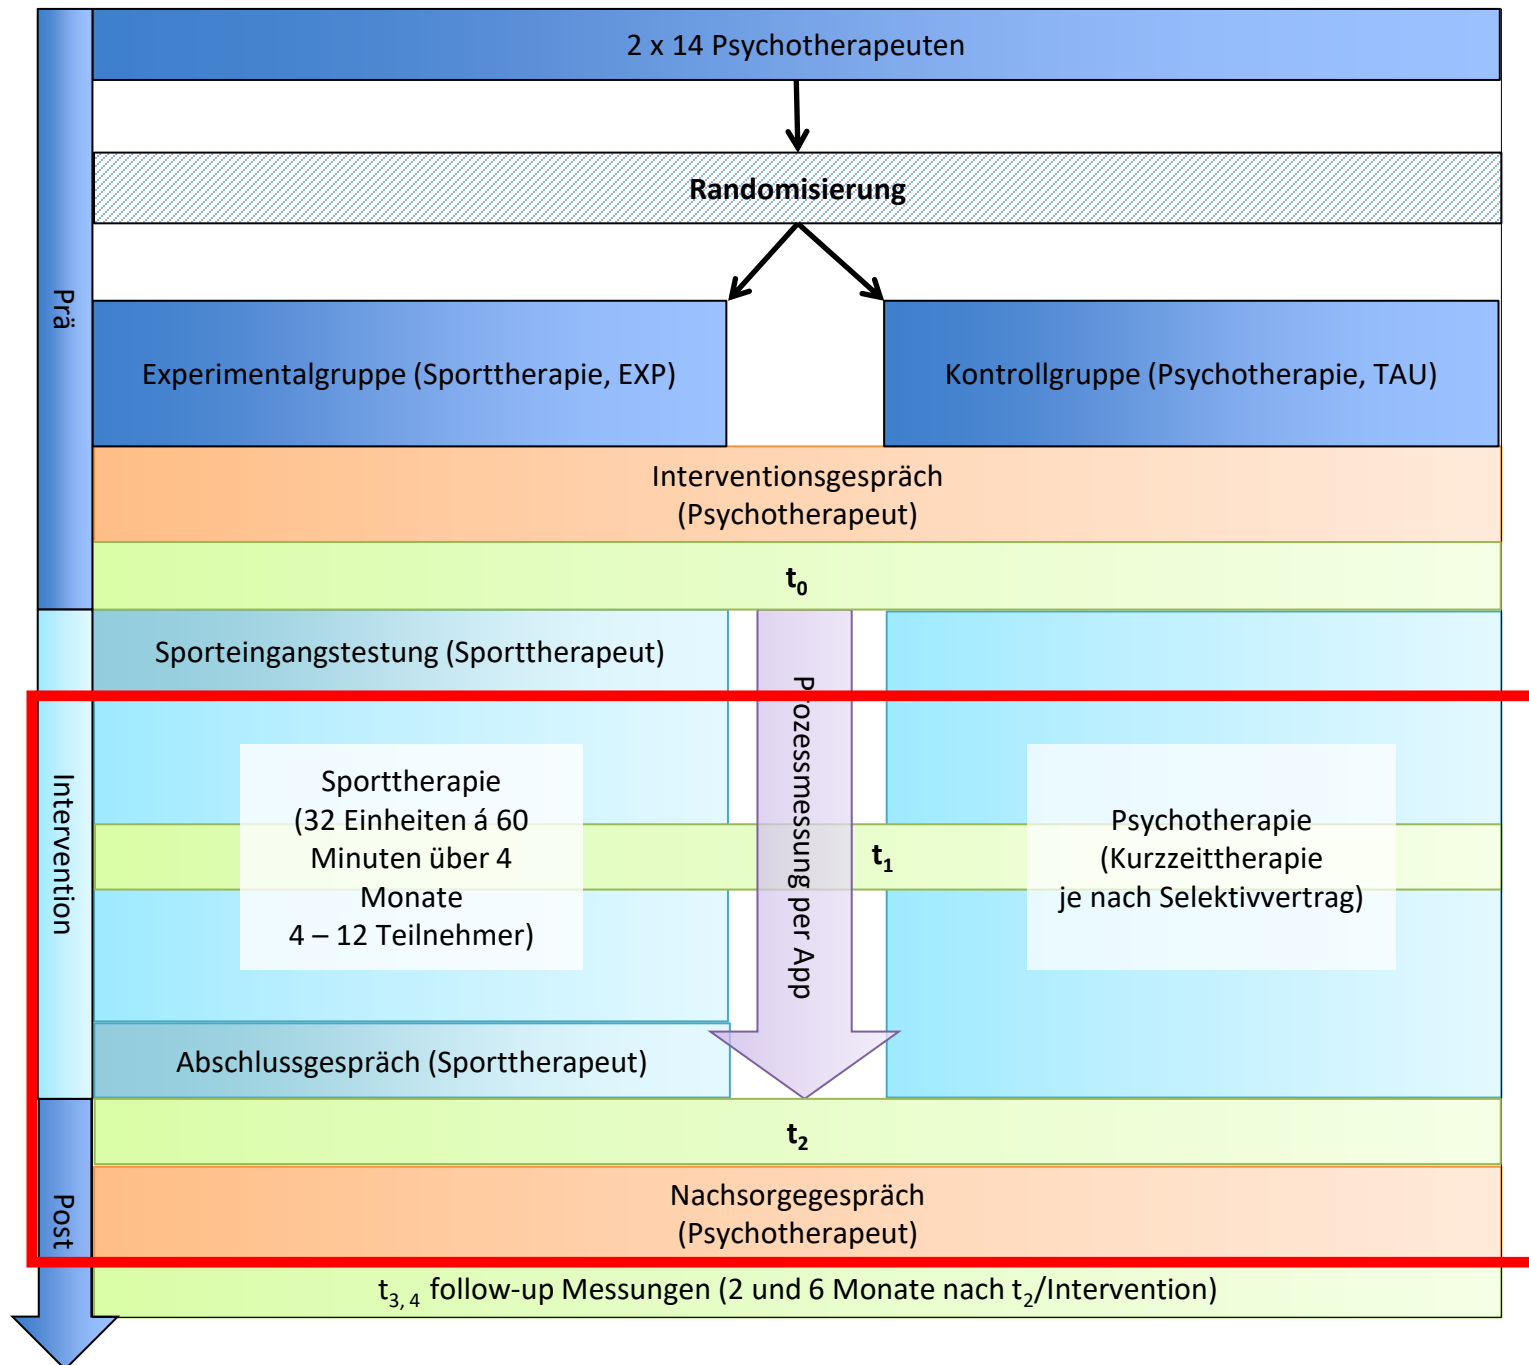 2 x 14 Psychotherapeuten
Randomisierung
Prä
Experimentalgruppe (Sporttherapie, EXP)
Kontrollgruppe (Psychotherapie, TAU)
Interventionsgespräch
(Psychotherapeut)
t0
Sporteingangstestung (Sporttherapeut)
Intervention
Sporttherapie
(32 Einheiten á 60
Minuten über 4
Monate
4 – 12 Teilnehmer)
Prozessmessung per App
t1
Psychotherapie
(Kurzzeittherapie
je nach Selektivvertrag)
Abschlussgespräch (Sporttherapeut)
Post
t2
Nachsorgegespräch
(Psychotherapeut)
t3, 4 follow-up Messungen (2 und 6 Monate nach t2/Intervention)